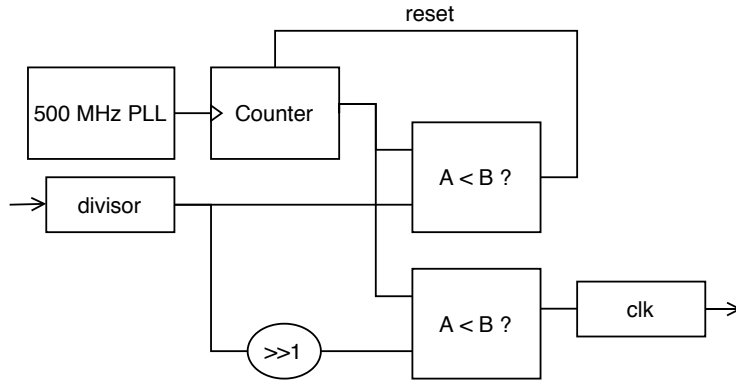 reset
500 MHz PLL
Counter
A < B ?
divisor
A < B ?
clk
>>1